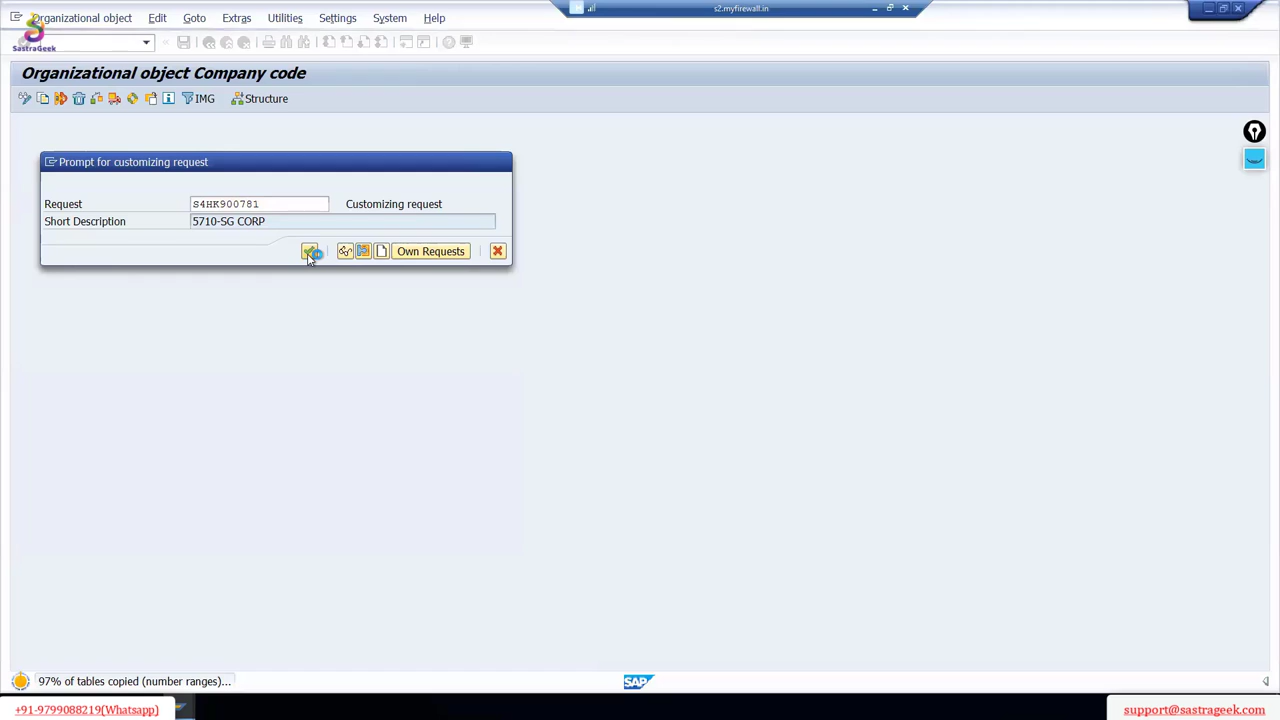 Organizational object Edit Goto Extras Utilities Settings System Help
s2.myfirewall.in
SastraGeek
Organizational object Company code
IMG Structure
Prompt for customizing request
Request S4HK900781 Customizing request
Short Description 5710-SG CORP
Own Requests
97% of tables copied (number ranges)...
SAP
+91-9799088219(Whatsapp)
support@sastrageek.com